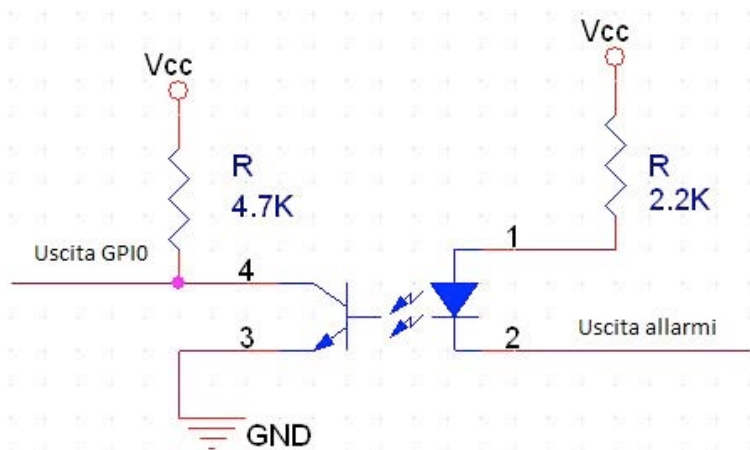 Vcc
Vcc
R
4.7K
R
2.2K
Uscita GPI0
4
1
3
2
Uscita allarmi
GND